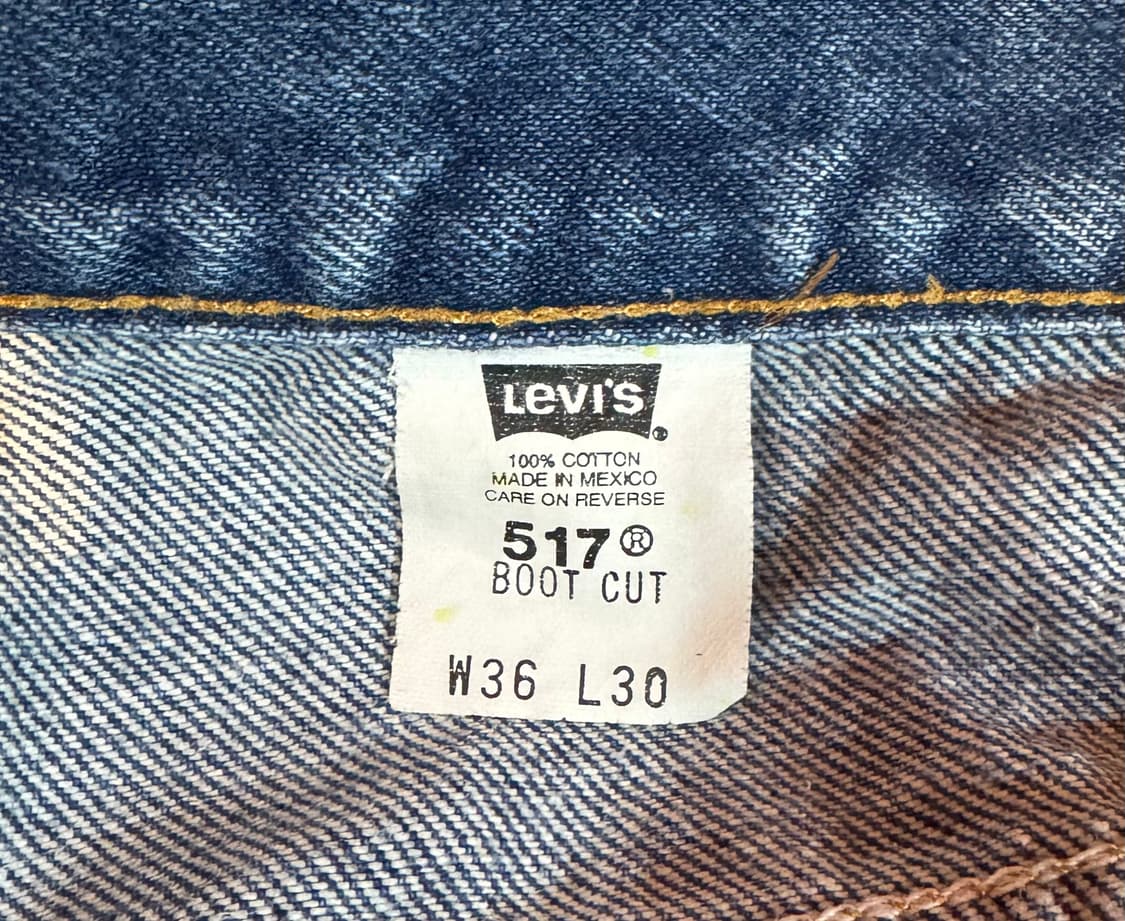 Levi's®
100% COTTON
MADE IN MEXICO
CARE ON REVERSE
517®
BOOT CUT
W36 L30